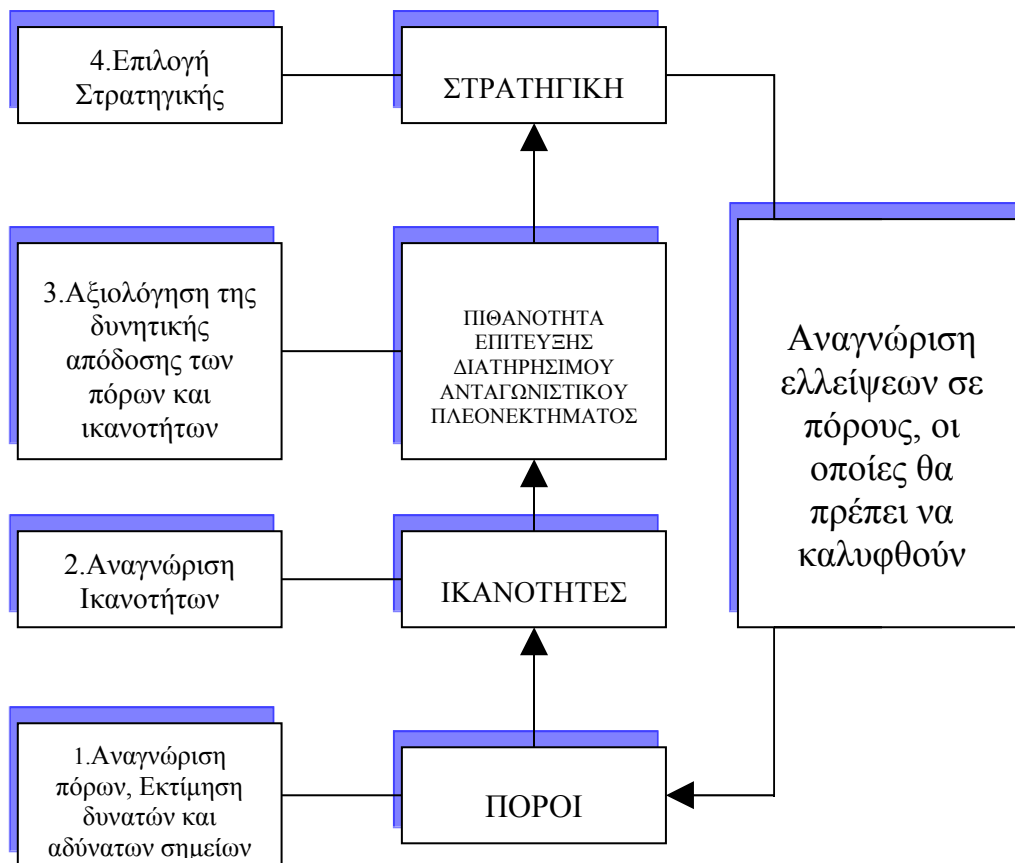 4.Επιλογή
Στρατηγικής
ΣΤΡΑΤΗΓΙΚΗ
3.Αξιολόγηση της
δυνητικής
απόδοσης των
πόρων και
ικανοτήτων
ΠΙΘΑΝΟΤΗΤΑ
ΕΠΙΤΕΥΞΗΣ
ΔΙΑΤΗΡΗΣΙΜΟΥ
ΑΝΤΑΓΩΝΙΣΤΙΚΟΥ
ΠΛΕΟΝΕΚΤΗΜΑΤΟΣ
Αναγνώριση
ελλείψεων σε
πόρους, οι
οποίες θα
πρέπει να
καλυφθούν
2.Αναγνώριση
Ικανοτήτων
ΙΚΑΝΟΤΗΤΕΣ
1.Αναγνώριση
πόρων, Εκτίμηση
δυνατών και
αδύνατων σημείων
ΠΟΡΟΙ